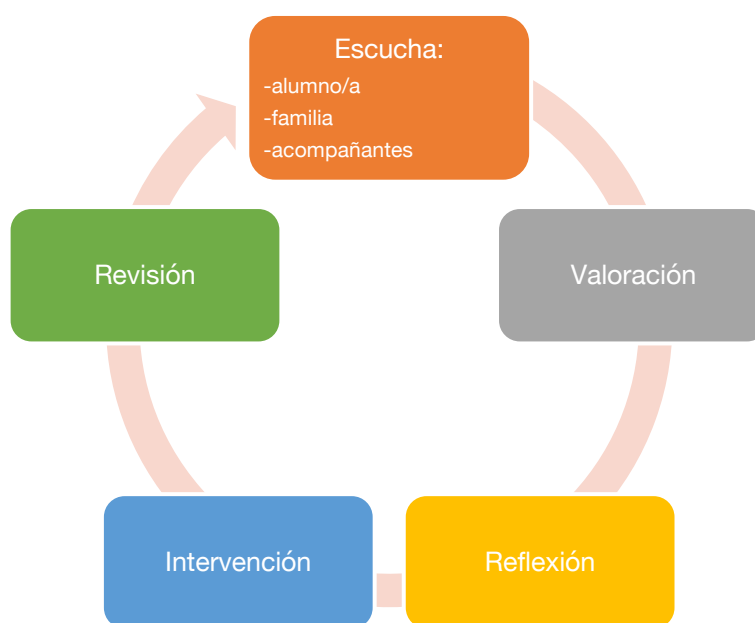 Escucha:
-alumno/a
-familia
-acompañantes
Valoración
Reflexión
Intervención
Revisión